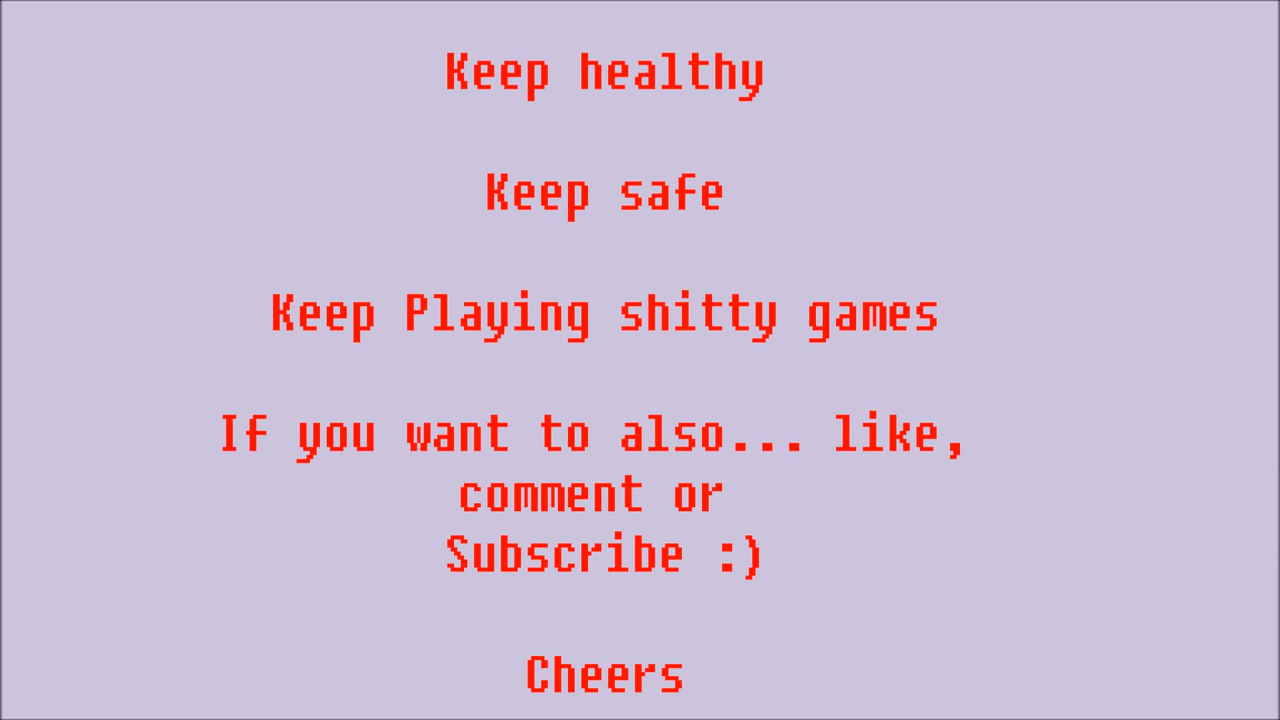 Keep healthy
Keep safe
Keep Playing shitty games
If you want to also... like,
comment or
Subscribe :)
Cheers